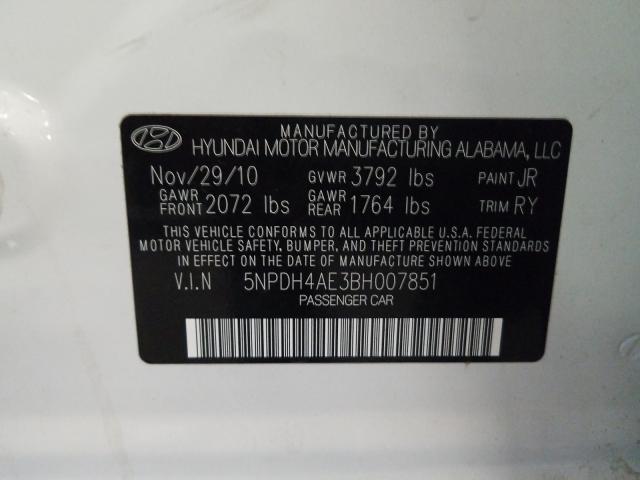 MANUFACTURED BY
HYUNDAI MOTOR MANUFACTURING ALABAMA, LLC
Nov/29/10 GVWR 3792 lbs PAINT JR
GAWR FRONT 2072 lbs GAWR REAR 1764 lbs TRIM RY
THIS VEHICLE CONFORMS TO ALL APPLICABLE U.S.A. FEDERAL
MOTOR VEHICLE SAFETY, BUMPER, AND THEFT PREVENTION STANDARDS
IN EFFECT ON THE DATE OF MANUFACTURE SHOWN ABOVE.
V.I.N 5NPDH4AE3BH007851
PASSENGER CAR